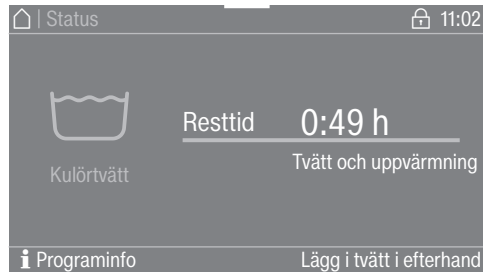 | Status 11:02
Resttid 0:49 h
Tvätt och uppvärmning
Kulörtvätt
Programinfo Lägg i tvätt i efterhand